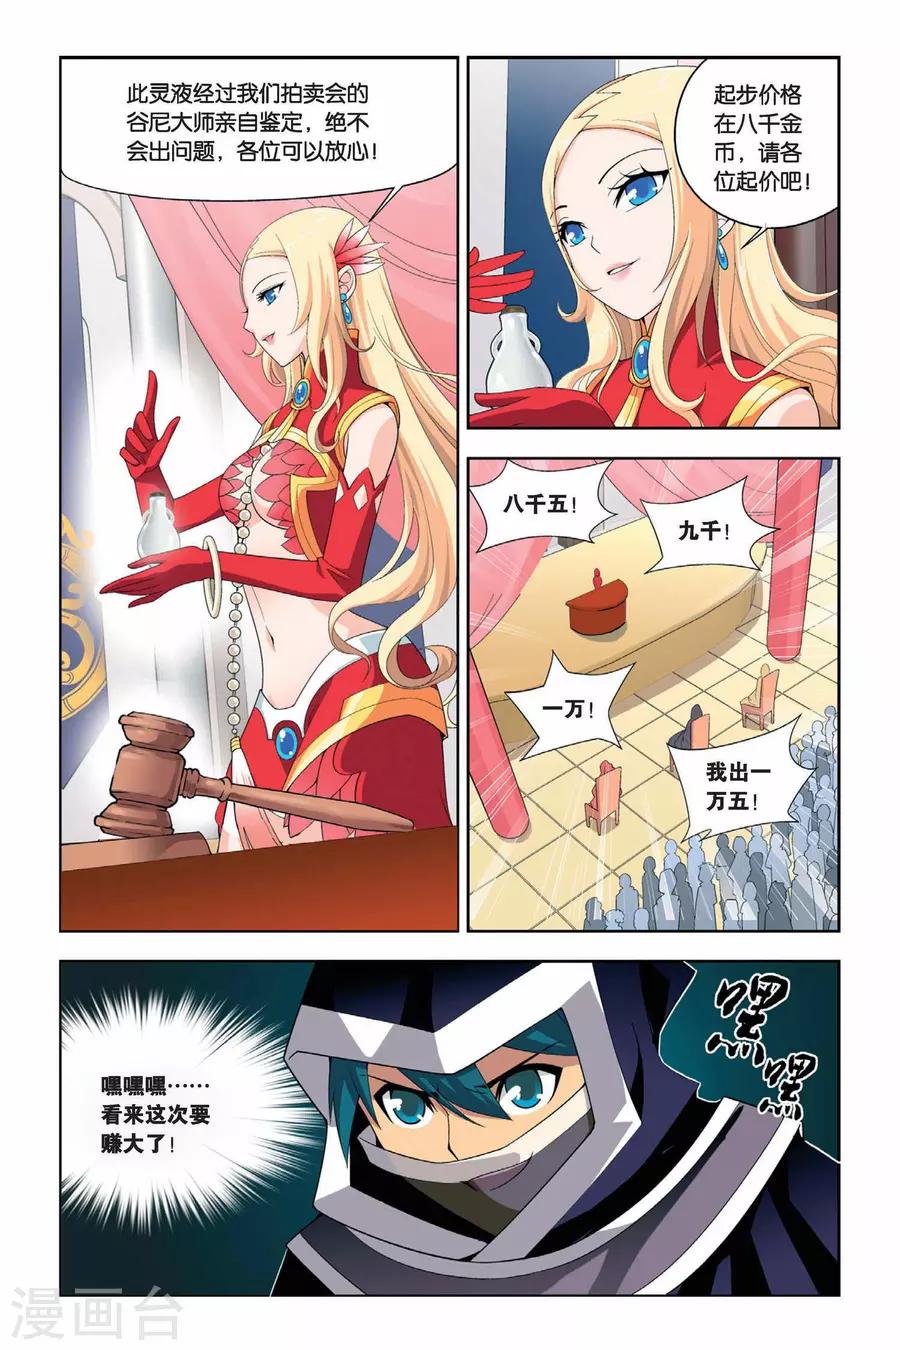 此灵液经过我们拍卖会的
谷尼大师亲自鉴定，绝不
会出问题，各位可以放心！
起步价格
在八千金
币，请各
位起价吧！
八千五！
九千！
一万！
我出一
万五！
嘿嘿嘿……
看来这次要
赚大了！
嘿
嘿
漫画台